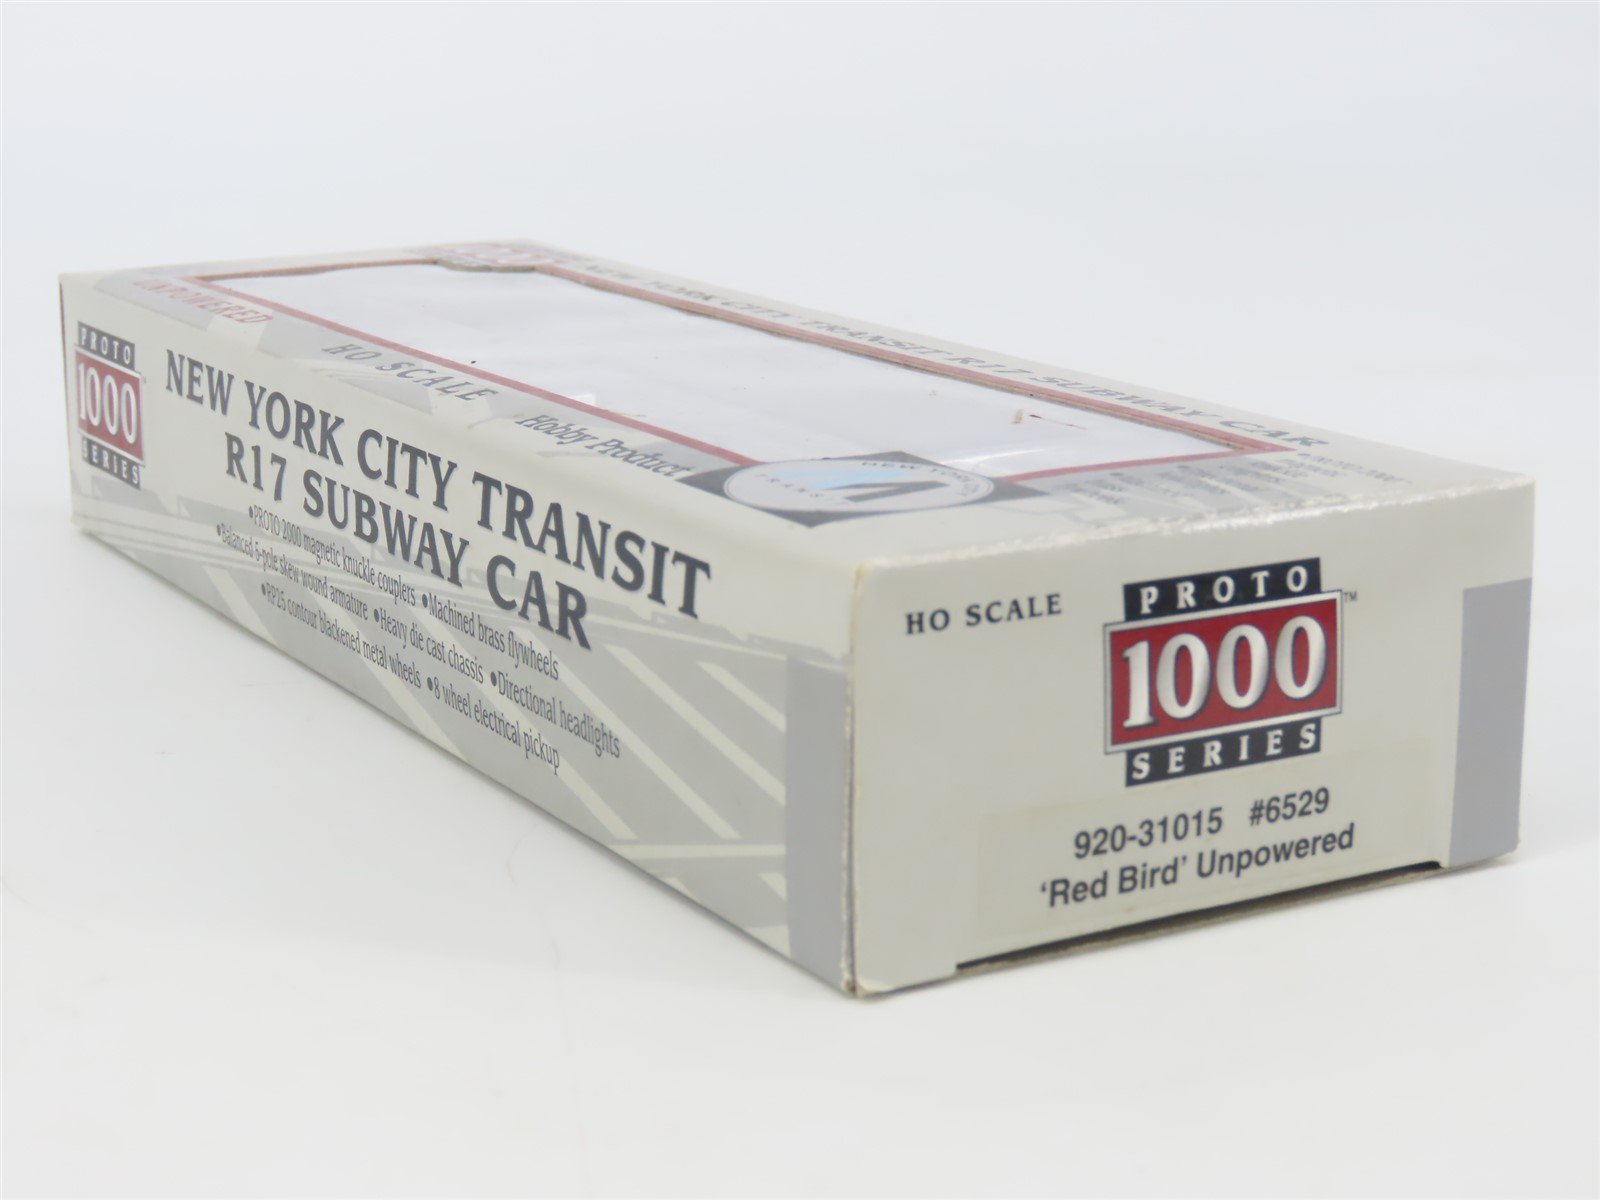 NEW YORK CITY TRANSIT R17 SUBWAY CAR
UNPOWERED
HO SCALE
Hobby Product
PROTO
1000
SERIES
NEW YORK CITY TRANSIT
R17 SUBWAY CAR
•PROTO 2000 magnetic knuckle couplers •Machined brass flywheels
•Balanced 5-pole skew wound armature •Heavy die cast chassis •Directional headlights
•RP25 contour blackened metal wheels •8 wheel electrical pickup
HO SCALE
PROTO
1000™
SERIES
920-31015 #6529
'Red Bird' Unpowered